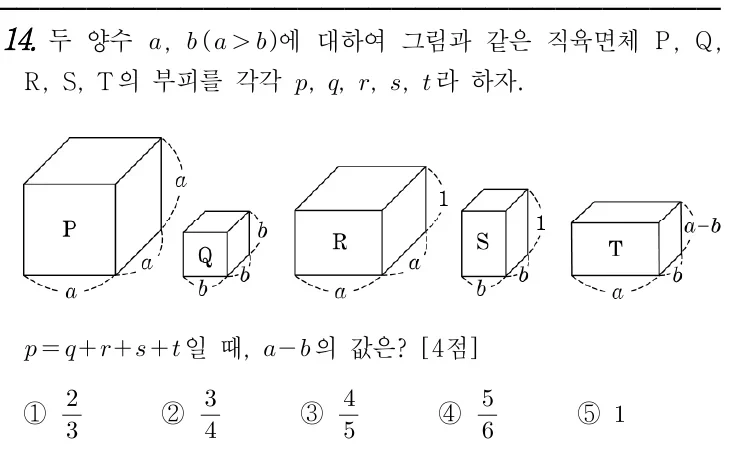 14. 두 양수 a, b(a>b)에 대하여 그림과 같은 직육면체 P, Q,
R, S, T의 부피를 각각 p, q, r, s, t라 하자.
P a a a
Q b b b
R 1 a a
S 1 b b
T a-b b a
p=q+r+s+t일 때, a-b의 값은? [4점]
① 2/3 ② 3/4 ③ 4/5 ④ 5/6 ⑤ 1